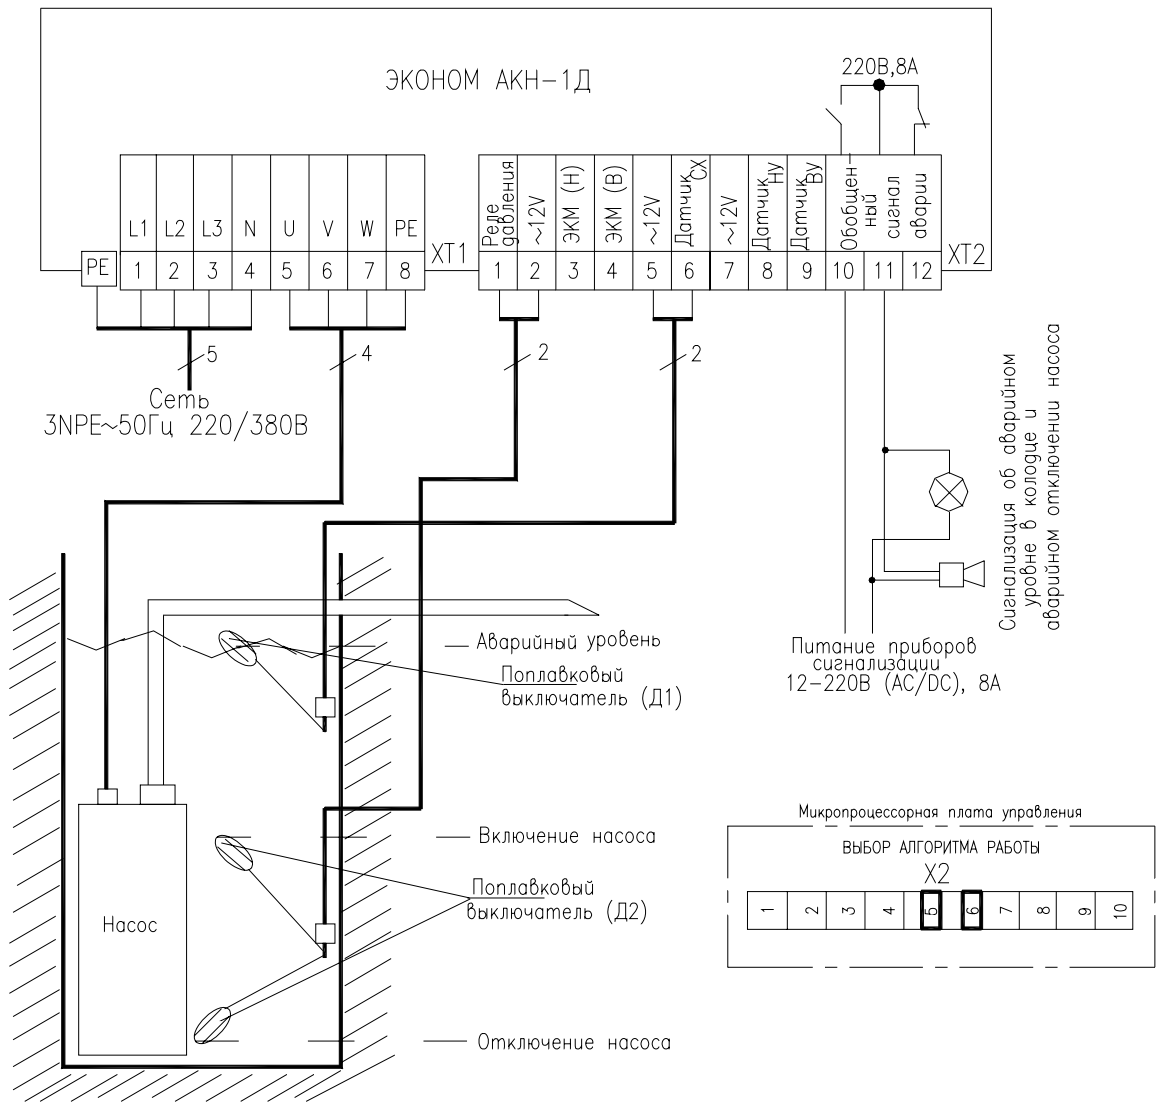 ЭКОНОМ АКН-1Д
220В,8А
L1 L2 L3 N U V W PE
PE 1 2 3 4 5 6 7 8 XT1
Реле
давления
~12V
ЭКМ (Н)
ЭКМ (В)
~12V
Датчик СХ
~12V
Датчик НУ
Датчик ВУ
Обобщен-
ный
сигнал
аварии
1 2 3 4 5 6 7 8 9 10 11 12 XT2
5 4 2 2
Сеть
3NPE~50Гц 220/380В
Сигнализация об аварийном
уровне в колодце и
аварийном отключении насоса
Аварийный уровень
Поплавковый
выключатель (Д1)
Питание приборов
сигнализации
12-220В (AC/DC), 8А
Включение насоса
Поплавковый
выключатель (Д2)
Насос
Отключение насоса
Микропроцессорная плата управления
ВЫБОР АЛГОРИТМА РАБОТЫ
X2
1 2 3 4 5 6 7 8 9 10